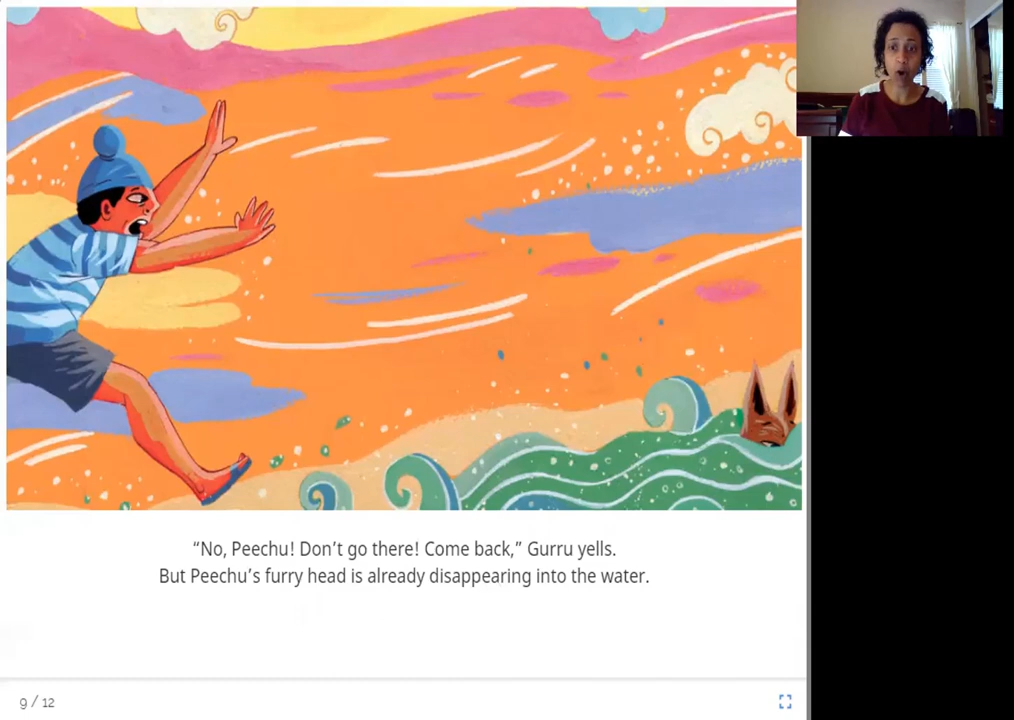 “No, Peechu! Don’t go there! Come back,” Gurru yells.
But Peechu’s furry head is already disappearing into the water.
9 / 12